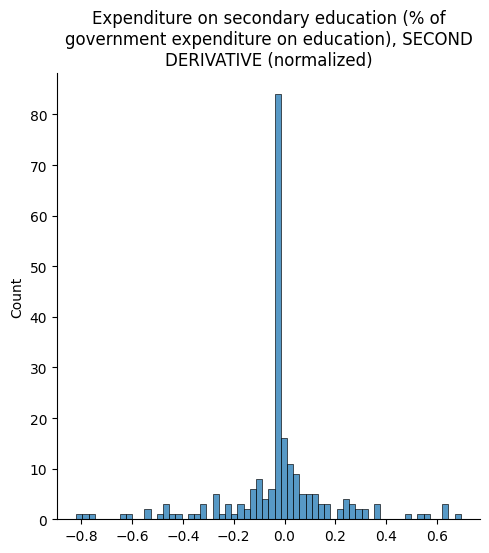 Expenditure on secondary education (% of
government expenditure on education), SECOND
DERIVATIVE (normalized)
Count
80
70
60
50
40
30
20
10
0
−0.8 −0.6 −0.4 −0.2 0.0 0.2 0.4 0.6